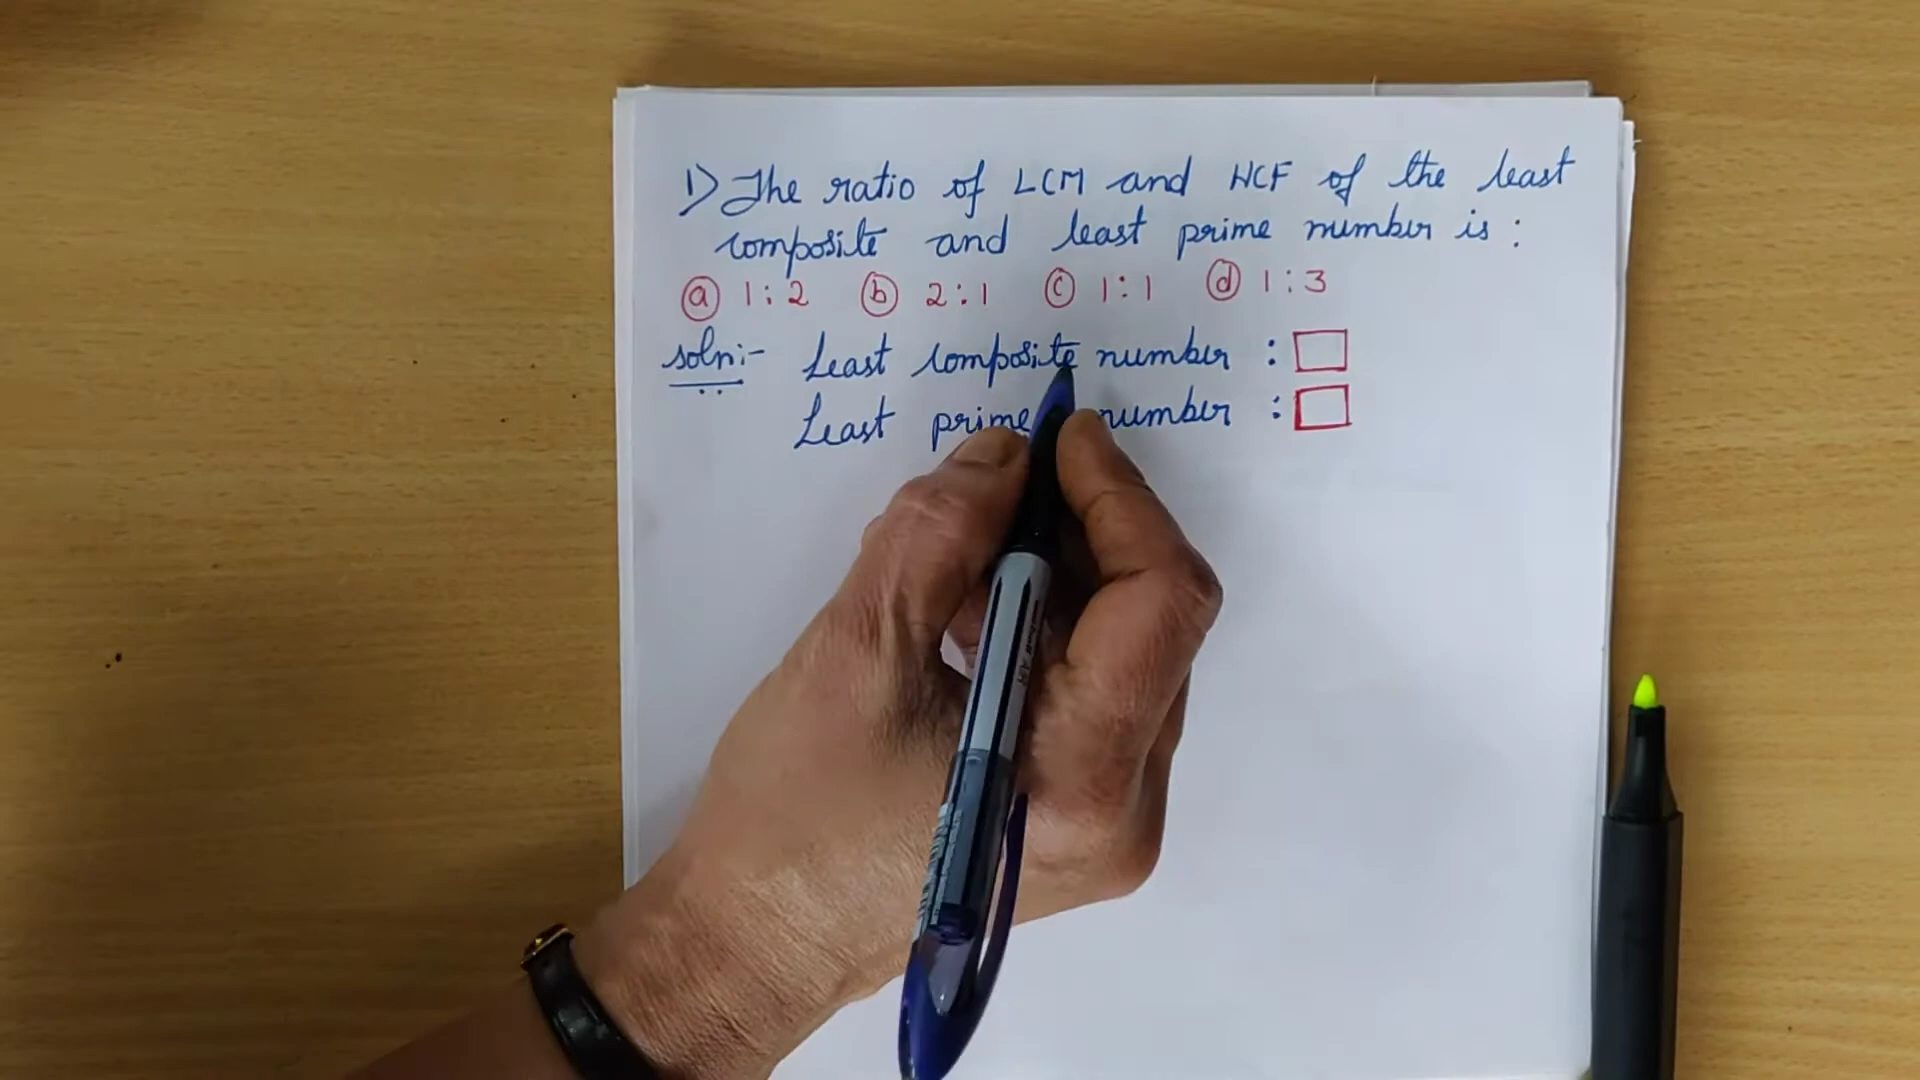 1) The ratio of LCM and HCF of the least
composite and least prime number is :
(a) 1:2 (b) 2:1 (c) 1:1 (d) 1:3
soln:- Least composite number :
Least prime number :